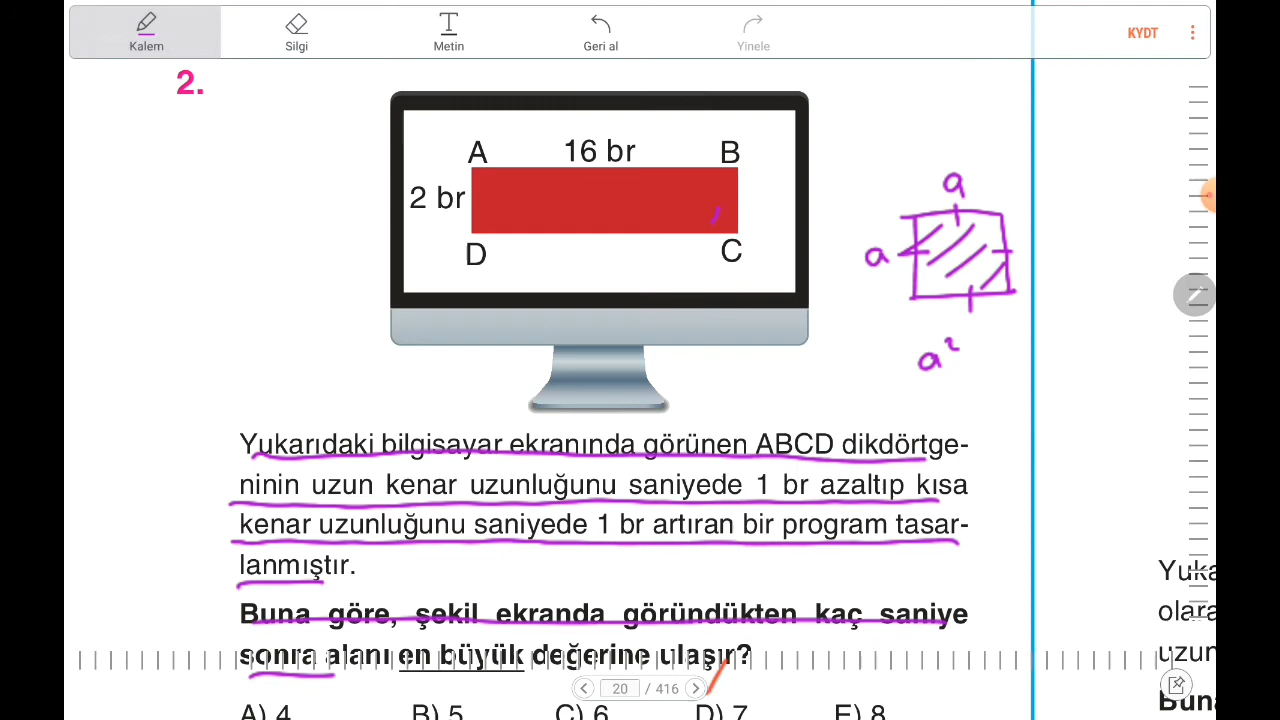 Kalem
Silgi
Metin
Geri al
Yinele
KYDT
2.
A 16 br B
2 br
D C
a
a
a²
Yukarıdaki bilgisayar ekranında görünen ABCD dikdörtge-
ninin uzun kenar uzunluğunu saniyede 1 br azaltıp kısa
kenar uzunluğunu saniyede 1 br artıran bir program tasar-
lanmıştır.
Buna göre, şekil ekranda göründükten kaç saniye
sonra alanı en büyük değerine ulaşır?
A) 4 B) 5 C) 6 D) 7 E) 8
20 / 416
Yuka
olara
uzun
Bun